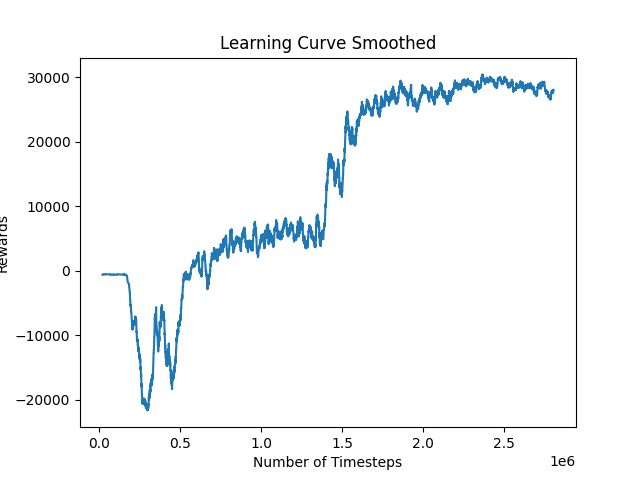 Learning Curve Smoothed
30000
20000
10000
0
−10000
−20000
Rewards
0.0 0.5 1.0 1.5 2.0 2.5
1e6
Number of Timesteps